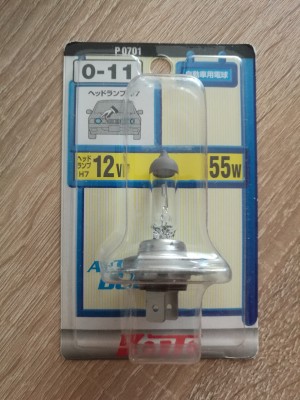 P 0701
O-11
自動車用電球
ヘッドランプ H7
ヘッド
ランプ
H7
12V
55W
Koito